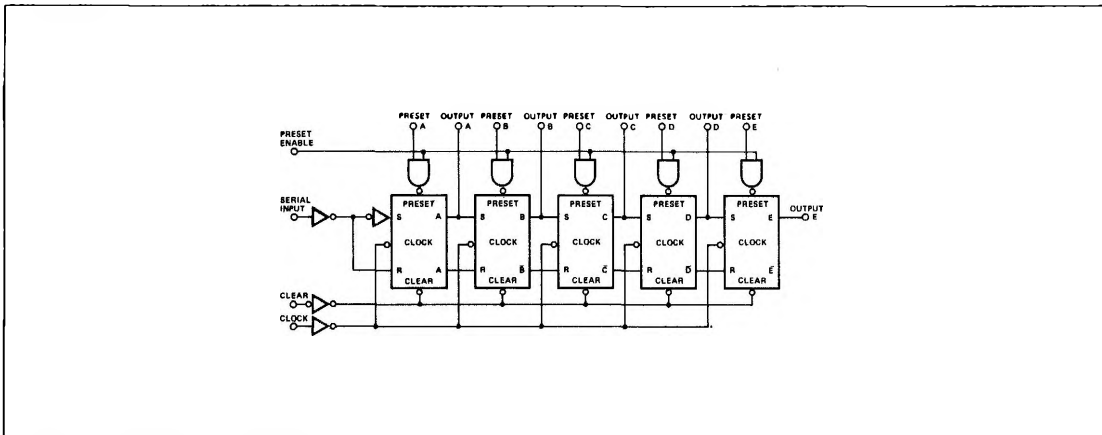 PRESET OUTPUT PRESET OUTPUT PRESET OUTPUT PRESET OUTPUT PRESET
A A B B C C D D E
PRESET
ENABLE
PRESET PRESET PRESET PRESET PRESET
SERIAL
INPUT
S A S B S C S D S E
OUTPUT
E
CLOCK CLOCK CLOCK CLOCK CLOCK
R A R B̄ R C̄ R D̄ R Ē
CLEAR CLEAR CLEAR CLEAR CLEAR
CLEAR
CLOCK